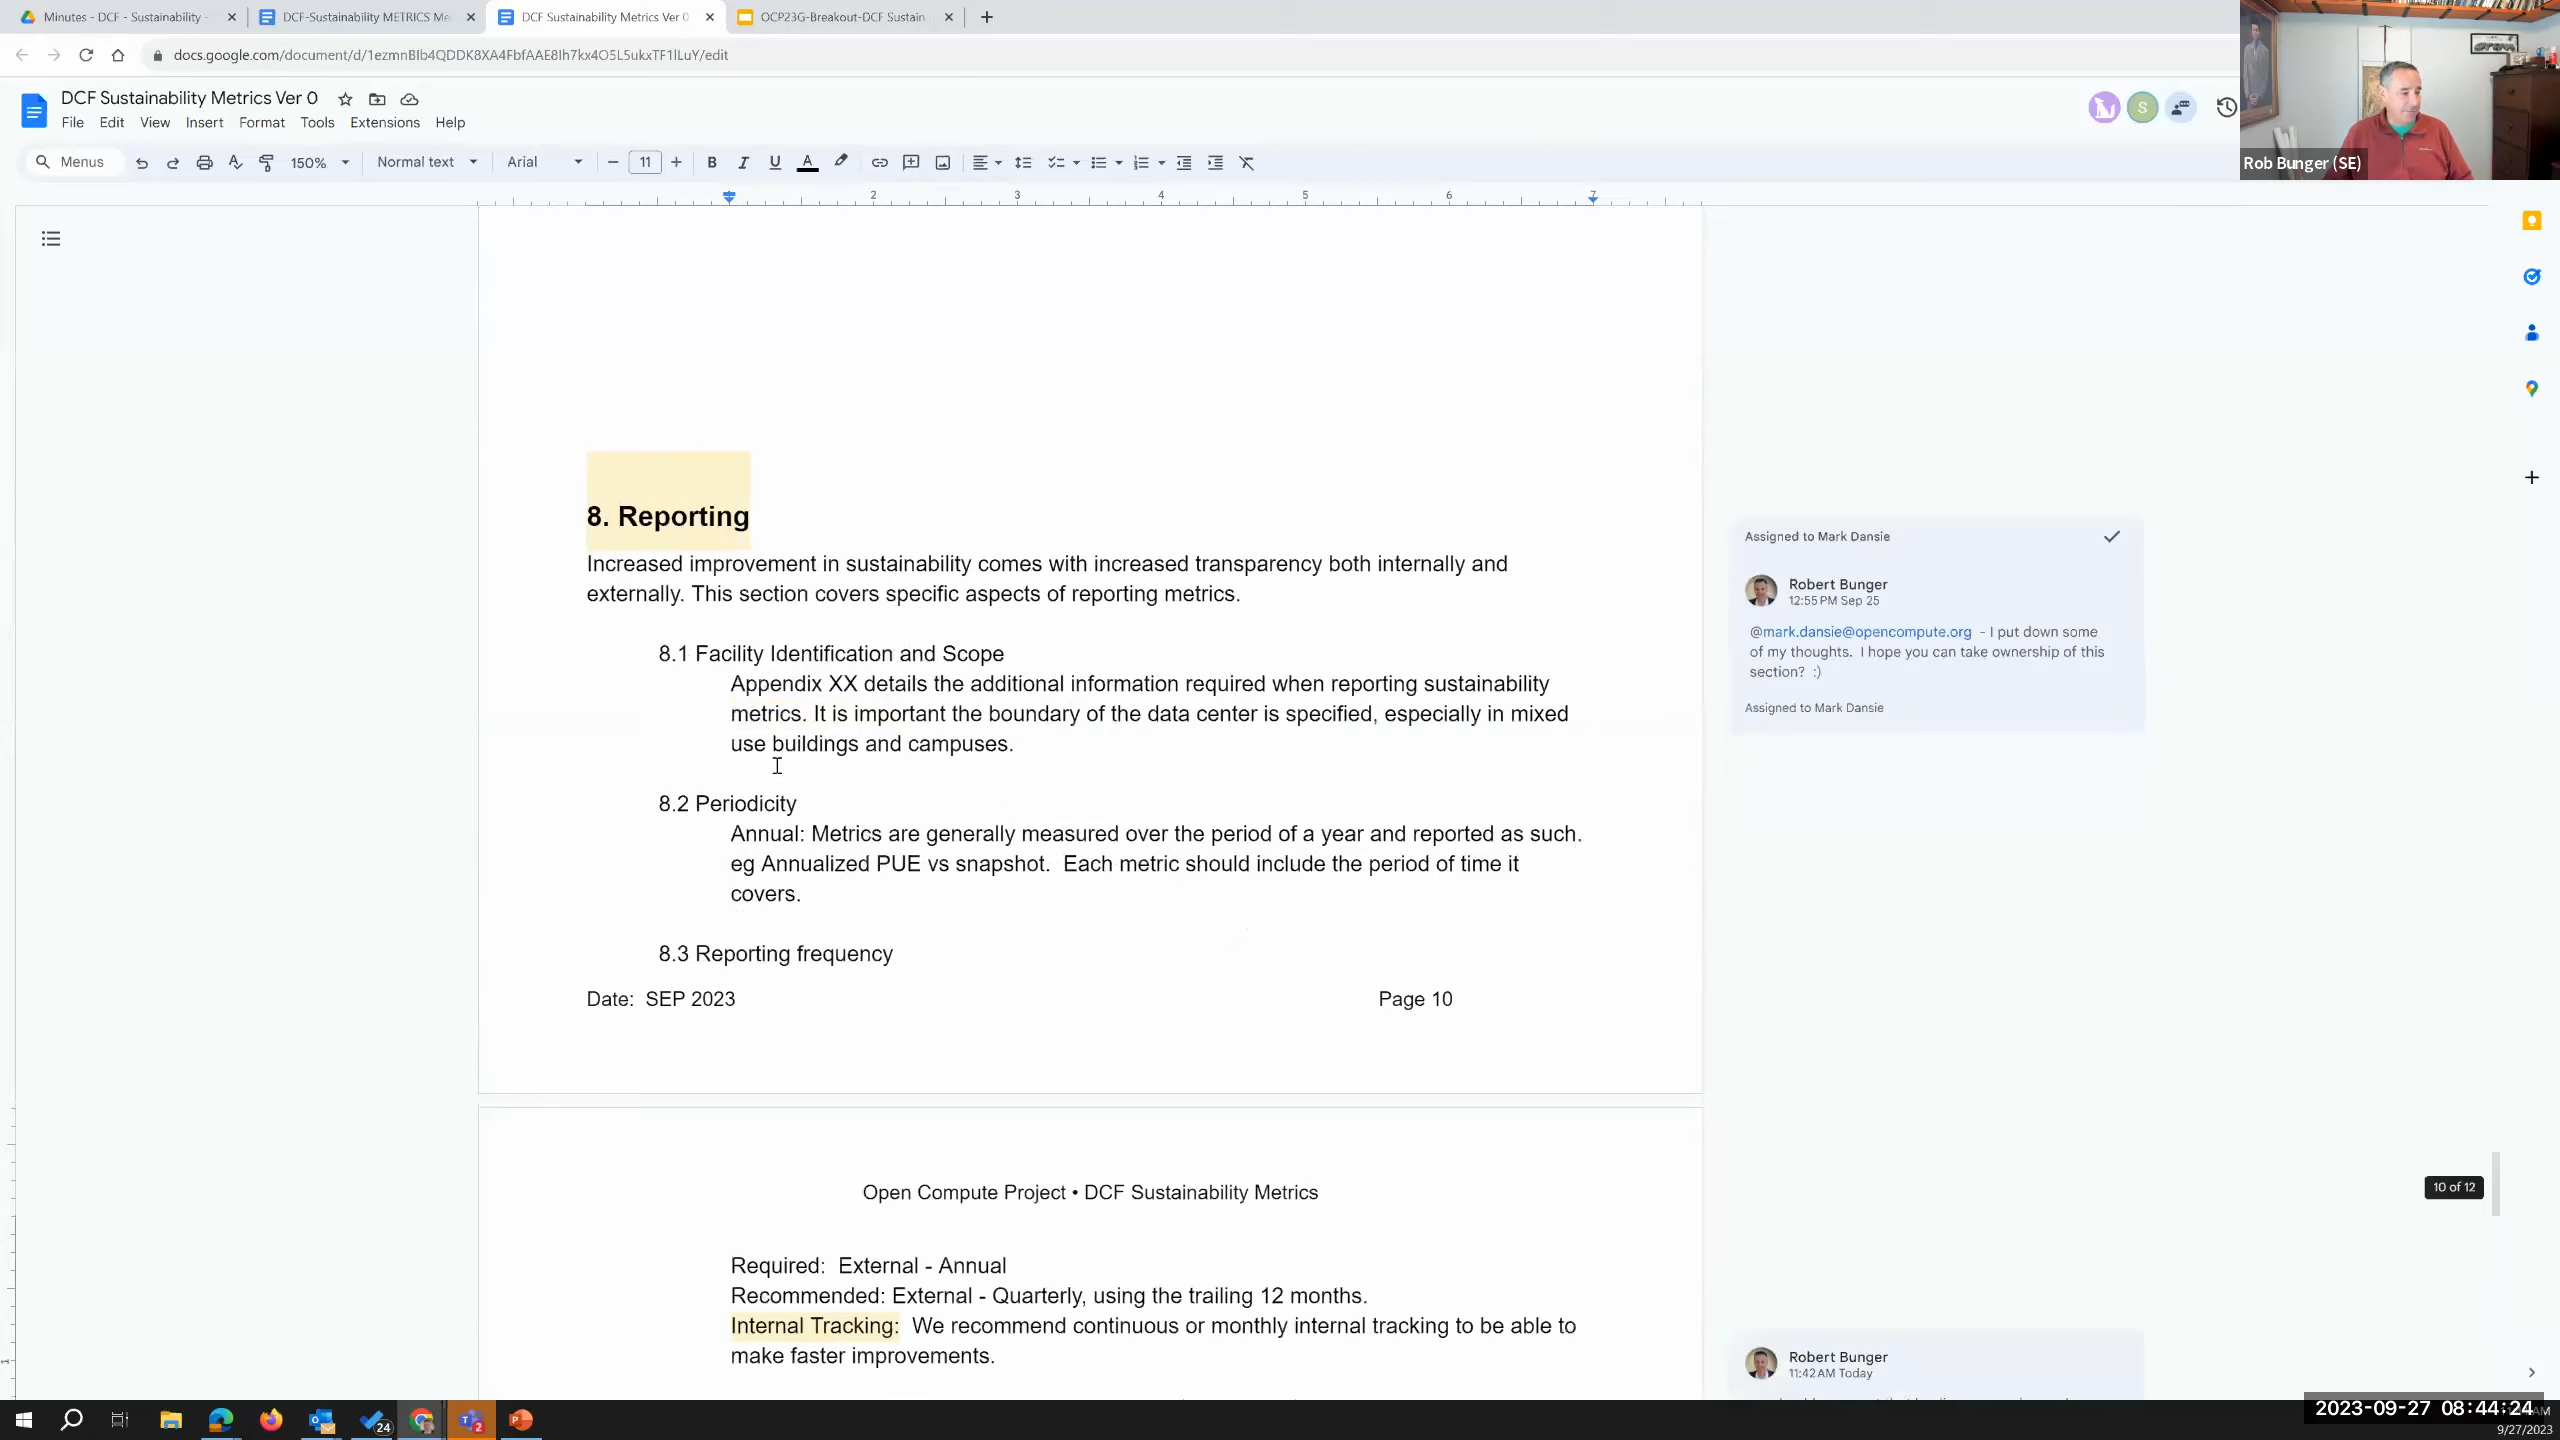 Minutes - DCF - Sustainability -
DCF-Sustainability METRICS Me
DCF Sustainability Metrics Ver 0
OCP23G-Breakout-DCF Sustain
docs.google.com/document/d/1ezmnBIb4QDDK8XA4FbfAAE8Ih7kx4O5L5ukxTF1lLuY/edit
DCF Sustainability Metrics Ver 0
File Edit View Insert Format Tools Extensions Help
S
Menus
150%
Normal text
Arial
11
2 3 4 5 6 7
Rob Bunger (SE)
8. Reporting
Increased improvement in sustainability comes with increased transparency both internally and
externally. This section covers specific aspects of reporting metrics.
8.1 Facility Identification and Scope
Appendix XX details the additional information required when reporting sustainability
metrics. It is important the boundary of the data center is specified, especially in mixed
use buildings and campuses.
8.2 Periodicity
Annual: Metrics are generally measured over the period of a year and reported as such.
eg Annualized PUE vs snapshot. Each metric should include the period of time it
covers.
8.3 Reporting frequency
Date: SEP 2023 Page 10
Open Compute Project • DCF Sustainability Metrics
Required: External - Annual
Recommended: External - Quarterly, using the trailing 12 months.
Internal Tracking: We recommend continuous or monthly internal tracking to be able to
make faster improvements.
Assigned to Mark Dansie
Robert Bunger
12:55 PM Sep 25
@mark.dansie@opencompute.org - I put down some
of my thoughts. I hope you can take ownership of this
section? :)
Assigned to Mark Dansie
10 of 12
Robert Bunger
11:42 AM Today
24
2
2023-09-27 08:44:24
9/27/2023